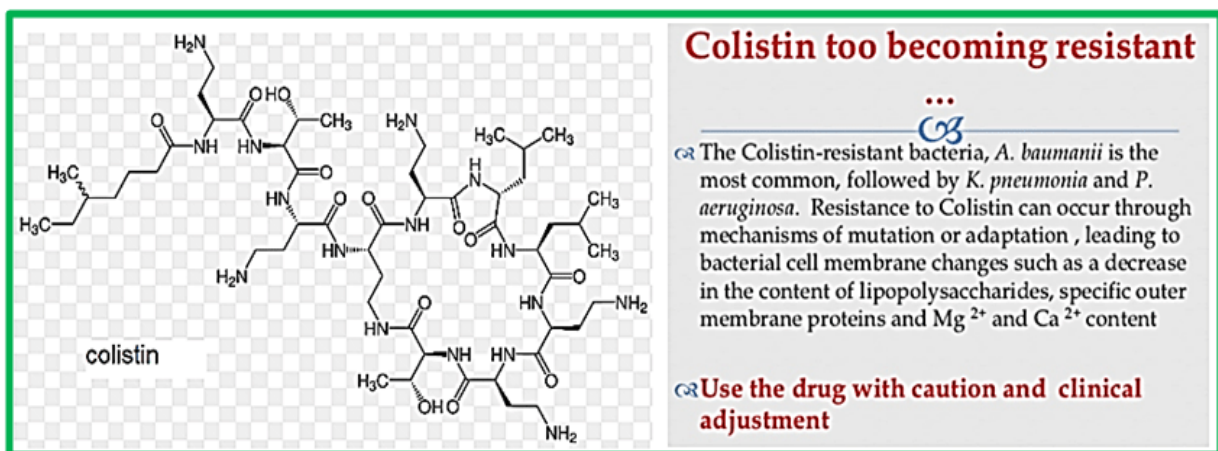 H₂N
O
HO
CH₃
O
NH
HN
O
H₂N
CH₃
H₃C
H
N
O
CH₃
H₃C
HN
O
O
NH
O
O
NH
CH₃
CH₃
H₂N
HN
O
HN
NH₂
O
HN
NH
NH
O
H₃C
OH
O
O
NH₂
colistin
Colistin too becoming resistant
...
The Colistin-resistant bacteria, A. baumanii is the
most common, followed by K. pneumonia and P.
aeruginosa. Resistance to Colistin can occur through
mechanisms of mutation or adaptation , leading to
bacterial cell membrane changes such as a decrease
in the content of lipopolysaccharides, specific outer
membrane proteins and Mg ²⁺ and Ca ²⁺ content
Use the drug with caution and clinical
adjustment